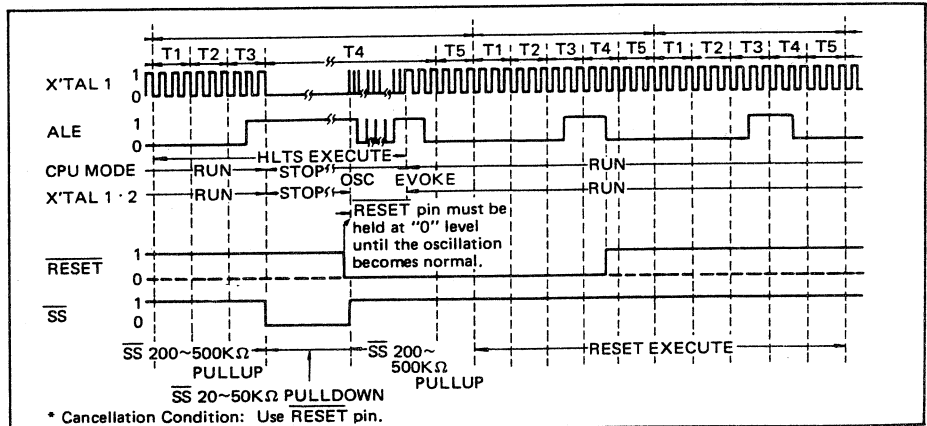 T1 T2 T3 T4 T5 T1 T2 T3 T4 T5 T1 T2 T3 T4 T5
X'TAL 1 1 0
ALE 1 0
HLTS EXECUTE
CPU MODE RUN STOP RUN
OSC EVOKE
X'TAL 1·2 RUN STOP RUN
RESET pin must be
held at "0" level
until the oscillation
becomes normal.
RESET 1 0
SS 1 0
SS 200~500KΩ
PULLUP
SS 200~
500KΩ
PULLUP
RESET EXECUTE
SS 20~50KΩ PULLDOWN
* Cancellation Condition: Use RESET pin.